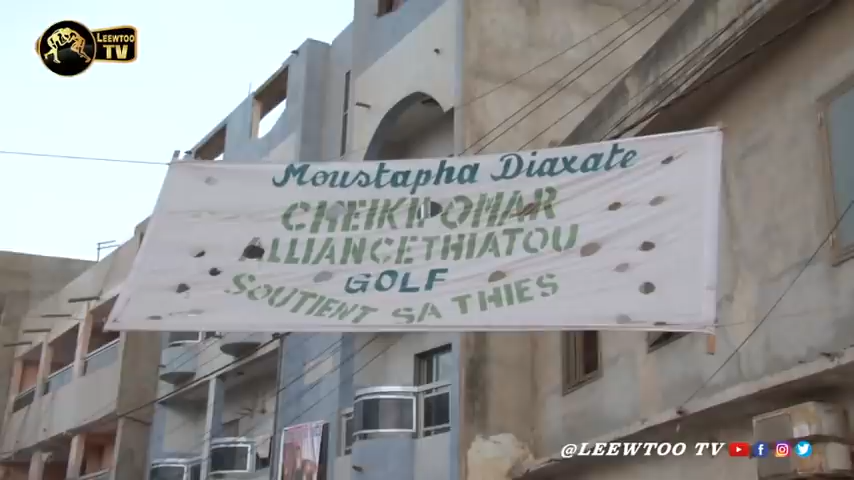 LEEWTOO
TV
Moustapha Diaxate
CHEIKH OMAR
ALLIANCE THIATOU
GOLF
SOUTIENT SA THIES
@LEEWTOO TV